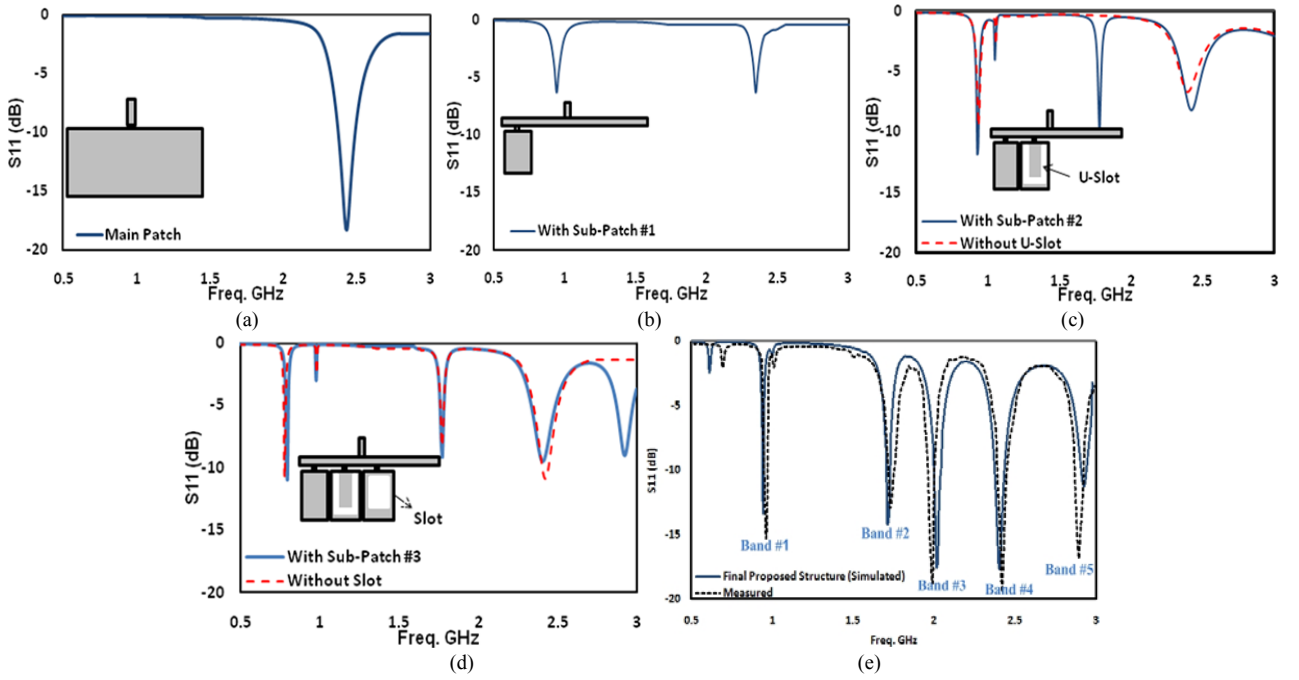 0
-5
-10
-15
-20
S11 (dB)
Main Patch
0.5
1
1.5
2
2.5
3
Freq. GHz
(a)
0
-5
-10
-15
-20
S11 (dB)
With Sub-Patch #1
0.5
1
1.5
2
2.5
3
Freq. GHz
(b)
0
-5
-10
-15
-20
S11 (dB)
U-Slot
With Sub-Patch #2
Without U-Slot
0.5
1
1.5
2
2.5
3
Freq. GHz
(c)
0
-5
-10
-15
-20
S11 (dB)
Slot
With Sub-Patch #3
Without Slot
0.5
1
1.5
2
2.5
3
Freq. GHz
(d)
0
-5
-10
-15
-20
S11 (dB)
Band #1
Band #2
Band #3
Band #4
Band #5
Final Proposed Structure (Simulated)
Measured
0.5
1
1.5
2
2.5
3
Freq. GHz
(e)